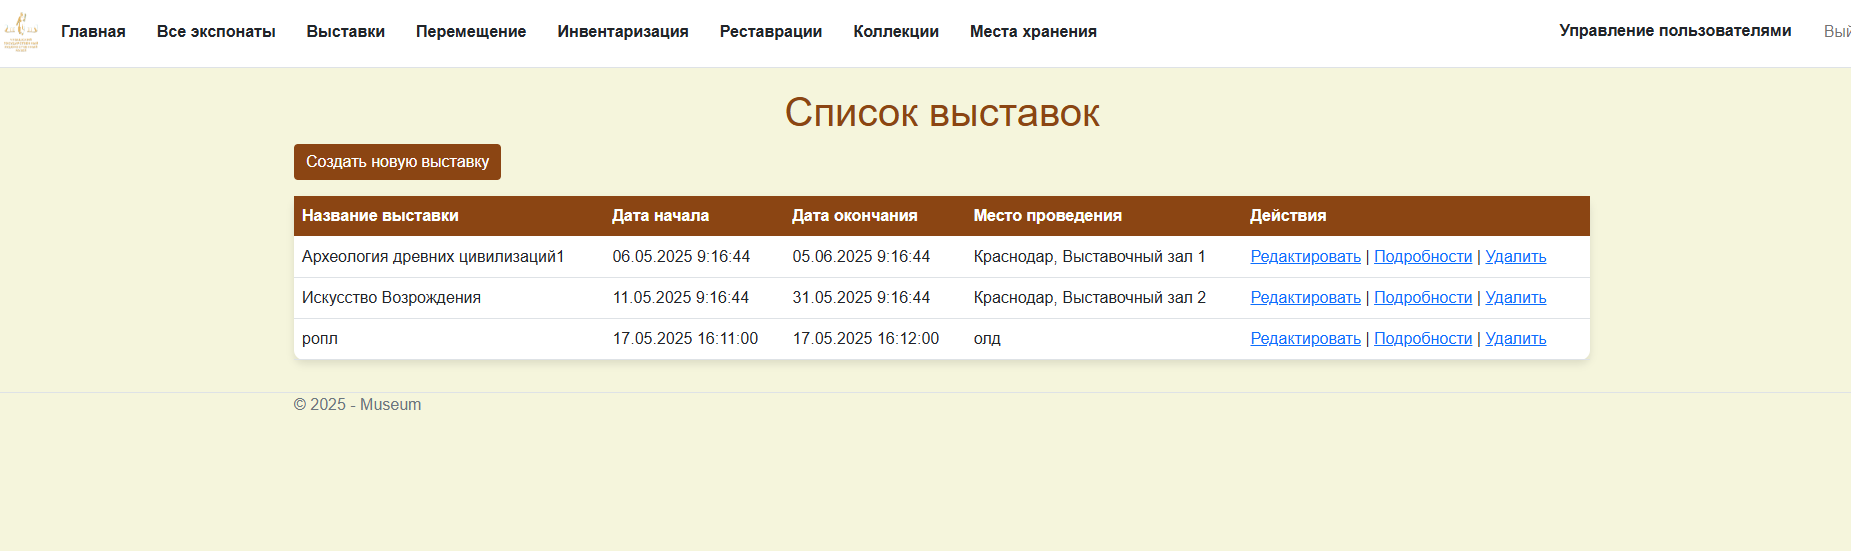 Главная Все экспонаты Выставки Перемещение Инвентаризация Реставрации Коллекции Места хранения Управление пользователями
Список выставок
Создать новую выставку
Название выставки Дата начала Дата окончания Место проведения Действия
Археология древних цивилизаций1 06.05.2025 9:16:44 05.06.2025 9:16:44 Краснодар, Выставочный зал 1 Редактировать | Подробности | Удалить
Искусство Возрождения 11.05.2025 9:16:44 31.05.2025 9:16:44 Краснодар, Выставочный зал 2 Редактировать | Подробности | Удалить
ропл 17.05.2025 16:11:00 17.05.2025 16:12:00 олд Редактировать | Подробности | Удалить
© 2025 - Museum